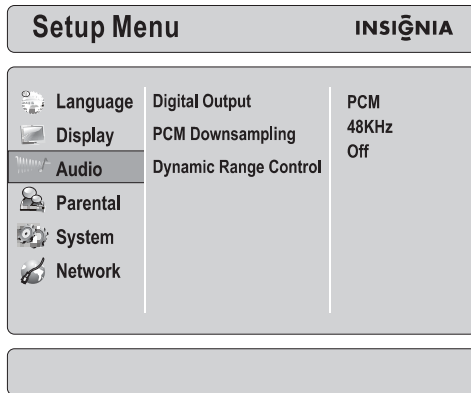 Setup Menu
INSIGNIA
Language
Display
Audio
Parental
System
Network
Digital Output
PCM Downsampling
Dynamic Range Control
PCM
48KHz
Off